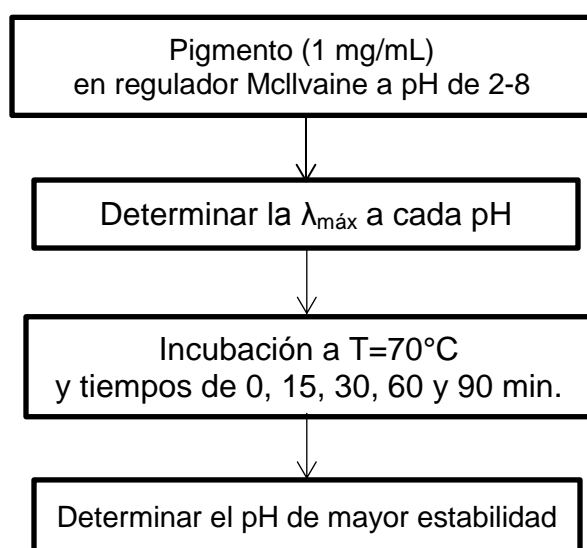 Pigmento (1 mg/mL)
en regulador McIlvaine a pH de 2-8
Determinar la λmáx a cada pH
Incubación a T=70°C
y tiempos de 0, 15, 30, 60 y 90 min.
Determinar el pH de mayor estabilidad